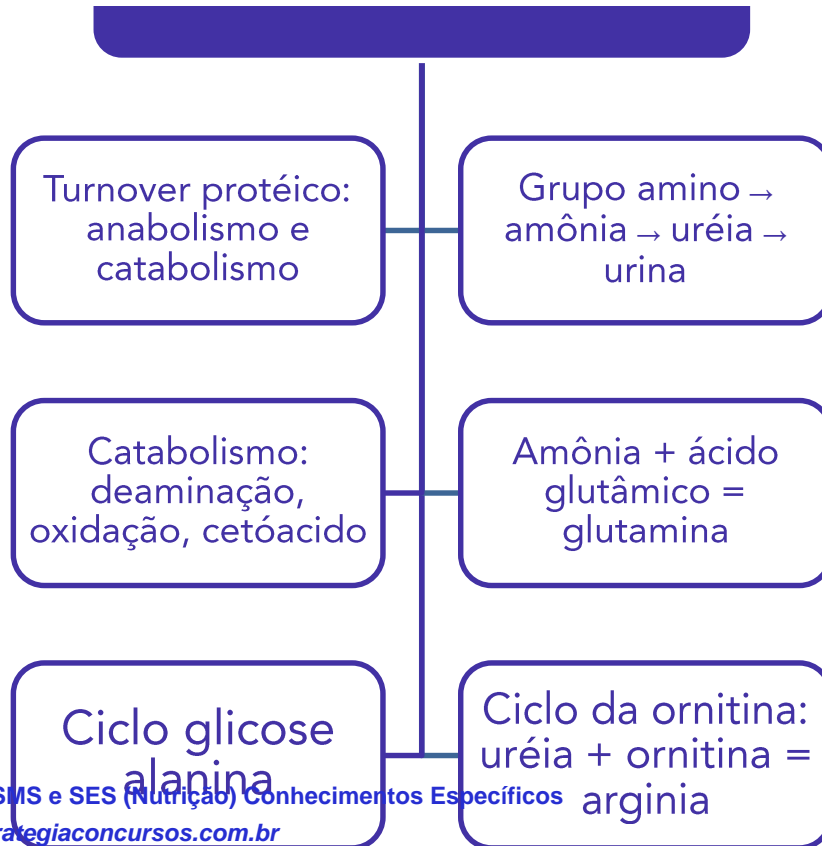 Turnover protéico:
anabolismo e
catabolismo
Grupo amino →
amônia → uréia →
urina
Catabolismo:
deaminação,
oxidação, cetóacido
Amônia + ácido
glutâmico =
glutamina
Ciclo glicose
alanina
Ciclo da ornitina:
uréia + ornitina =
arginia
SMS e SES (Nutrição) Conhecimentos Específicos
rategiaconcursos.com.br